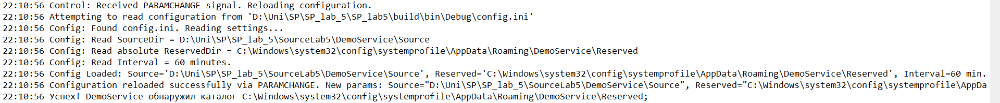 22:10:56 Control: Received PARAMCHANGE signal. Reloading configuration.
22:10:56 Attempting to read configuration from 'D:\Uni\SP\SP_lab_5\SP_lab5\build\bin\Debug\config.ini'
22:10:56 Config: Found config.ini. Reading settings...
22:10:56 Config: Read SourceDir = D:\Uni\SP\SP_lab_5\SourceLab5\DemoService\Source
22:10:56 Config: Read absolute ReservedDir = C:\Windows\system32\config\systemprofile\AppData\Roaming\DemoService\Reserved
22:10:56 Config: Read Interval = 60 minutes.
22:10:56 Config Loaded: Source='D:\Uni\SP\SP_lab_5\SourceLab5\DemoService\Source', Reserved='C:\Windows\system32\config\systemprofile\AppData\Roaming\DemoService\Reserved', Interval=60 min.
22:10:56 Configuration reloaded successfully via PARAMCHANGE. New params: Source="D:\Uni\SP\SP_lab_5\SourceLab5\DemoService\Source", Reserved="C:\Windows\system32\config\systemprofile\AppDa
22:10:56 Успех! DemoService обнаружил каталог C:\Windows\system32\config\systemprofile\AppData\Roaming\DemoService\Reserved;